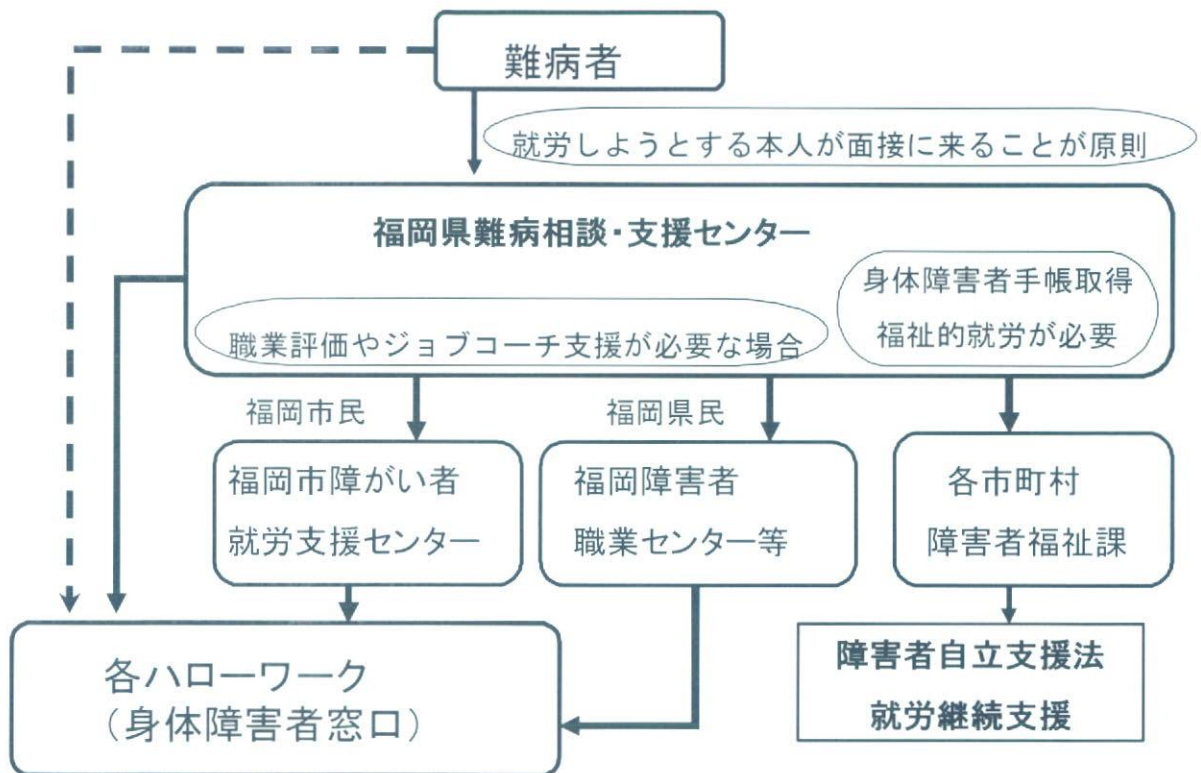 難病者
就労しようとする本人が面接に来ることが原則
福岡県難病相談・支援センター
身体障害者手帳取得
福祉的就労が必要
職業評価やジョブコーチ支援が必要な場合
福岡市民
福岡県民
福岡市障がい者
就労支援センター
福岡障害者
職業センター等
各市町村
障害者福祉課
各ハローワーク
（身体障害者窓口）
障害者自立支援法
就労継続支援